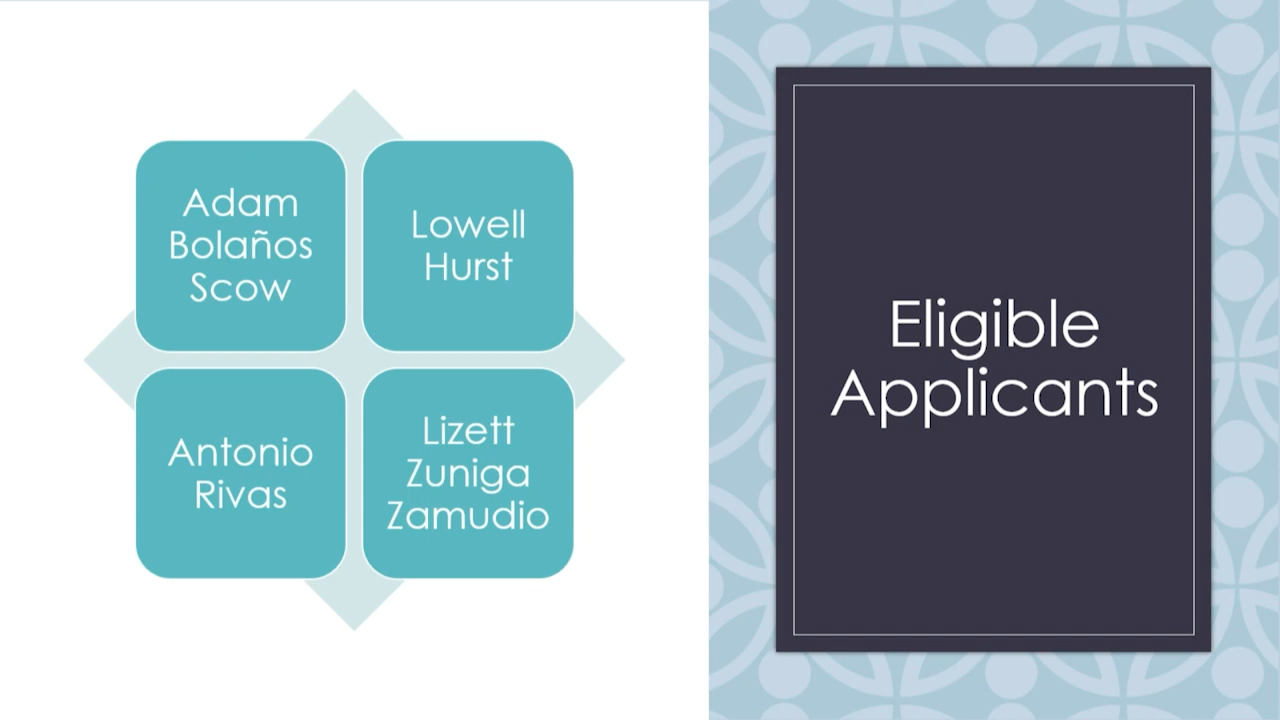 Adam
Bolaños
Scow
Lowell
Hurst
Antonio
Rivas
Lizett
Zuniga
Zamudio
Eligible
Applicants